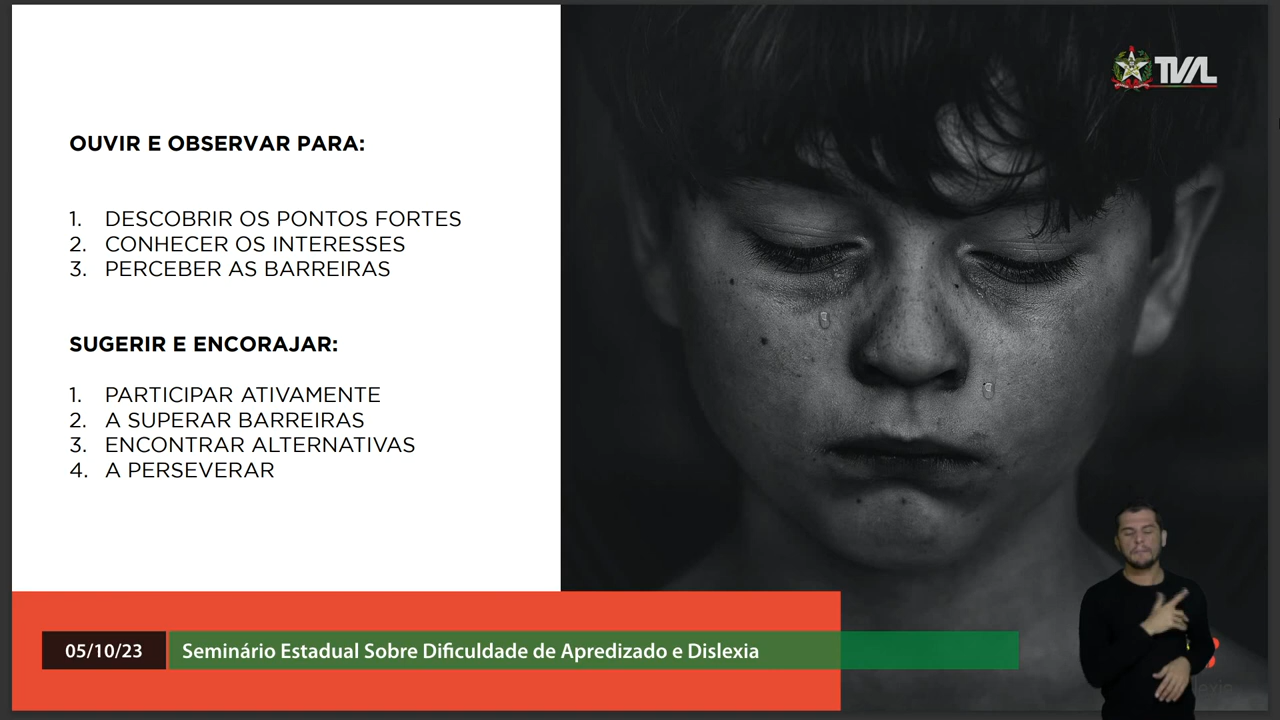 TVAL
OUVIR E OBSERVAR PARA:
1. DESCOBRIR OS PONTOS FORTES
2. CONHECER OS INTERESSES
3. PERCEBER AS BARREIRAS
SUGERIR E ENCORAJAR:
1. PARTICIPAR ATIVAMENTE
2. A SUPERAR BARREIRAS
3. ENCONTRAR ALTERNATIVAS
4. A PERSEVERAR
05/10/23 Seminário Estadual Sobre Dificuldade de Apredizado e Dislexia